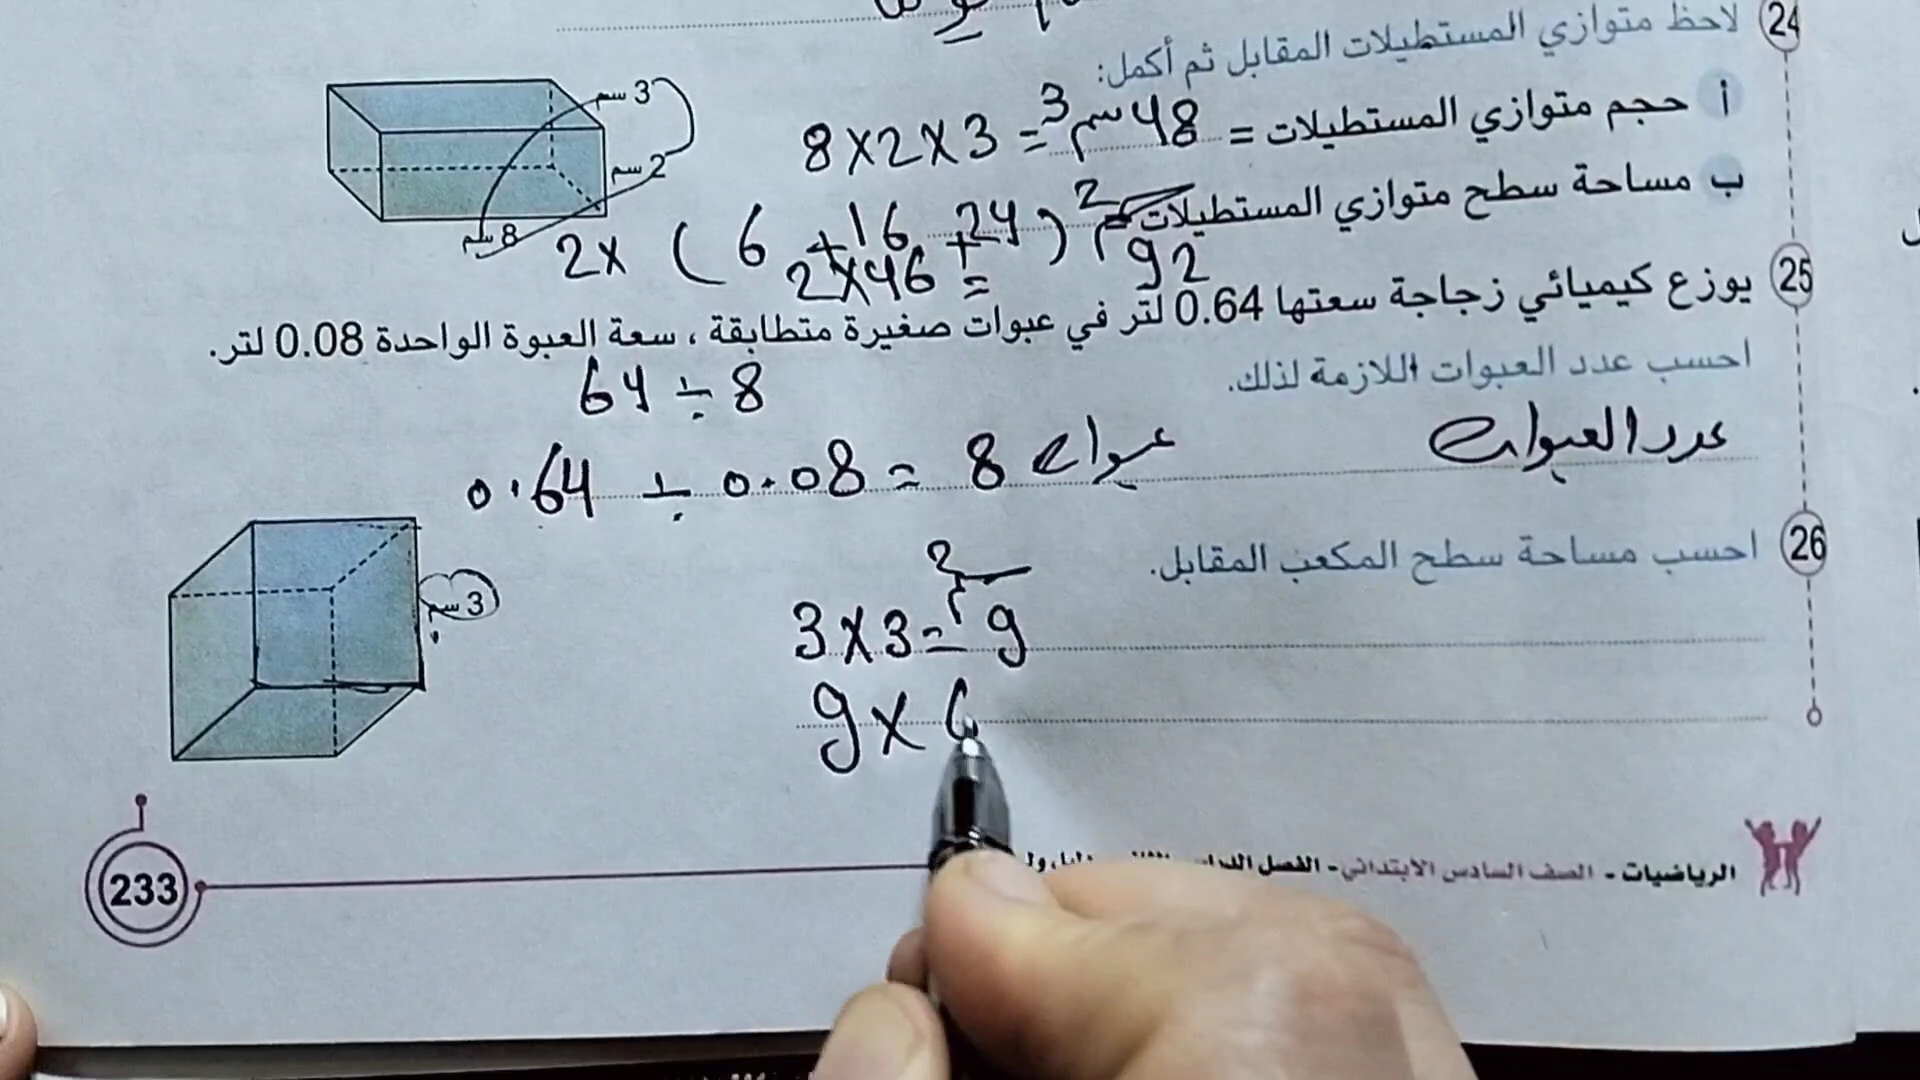 24 لاحظ متوازي المستطيلات المقابل ثم أكمل:
3 سم
أ حجم متوازي المستطيلات = 8 × 2 × 3 = 48 سم3
2 سم
ب مساحة سطح متوازي المستطيلات
8 سم
2 × ( 6 + 16 + 24 ) سم2
2 × 46 = 92
25 يوزع كيميائي زجاجة سعتها 0.64 لتر في عبوات صغيرة متطابقة ، سعة العبوة الواحدة 0.08 لتر.
احسب عدد العبوات اللازمة لذلك.
64 ÷ 8
عدد العبوات
0.64 ÷ 0.08 = 8 عبوات
26 احسب مساحة سطح المكعب المقابل.
3 سم
3 × 3 = 9 سم2
9 × 6
الرياضيات - الصف السادس الابتدائي - الفصل
233